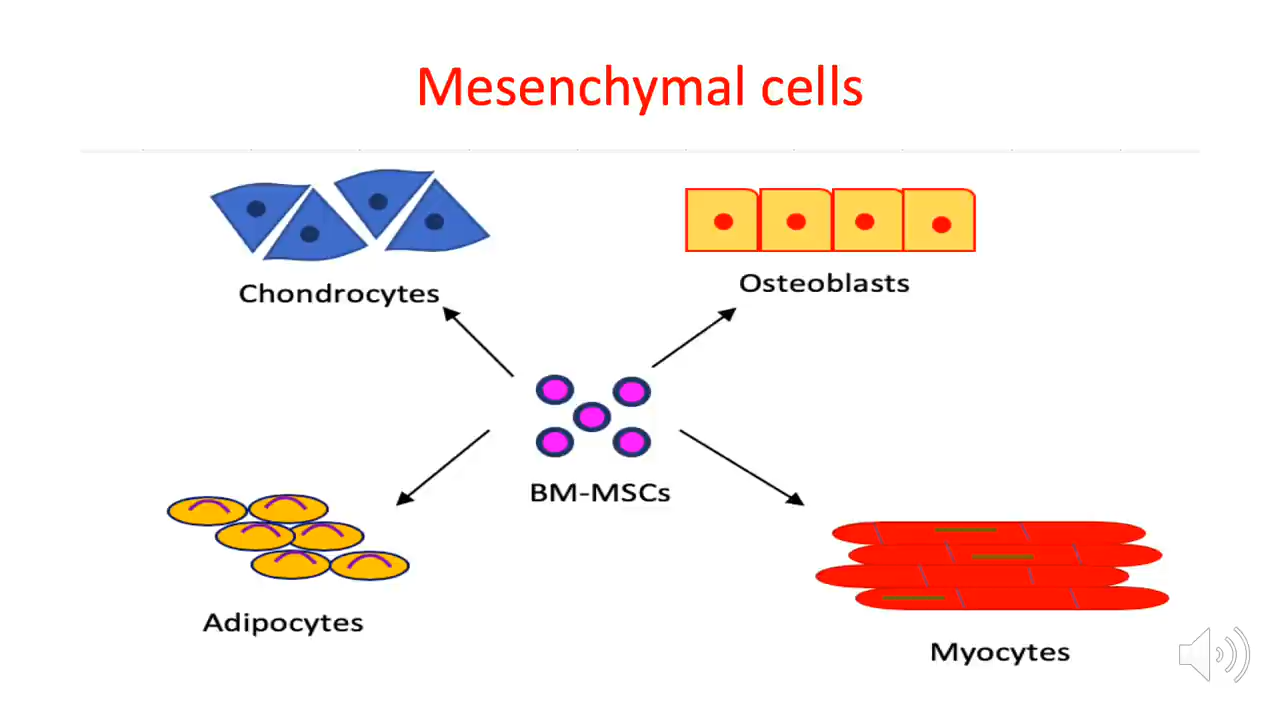 Mesenchymal cells
Chondrocytes
Osteoblasts
BM-MSCs
Adipocytes
Myocytes